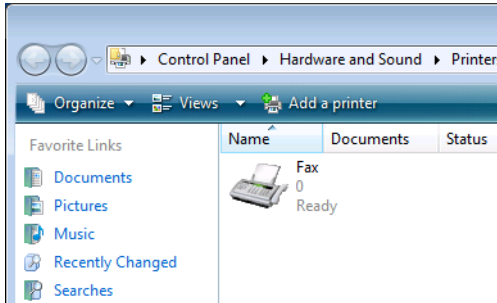 Control Panel ▸ Hardware and Sound ▸ Printer
Organize Views Add a printer
Favorite Links
Name Documents Status
Documents
Pictures
Music
Recently Changed
Searches
Fax
0
Ready